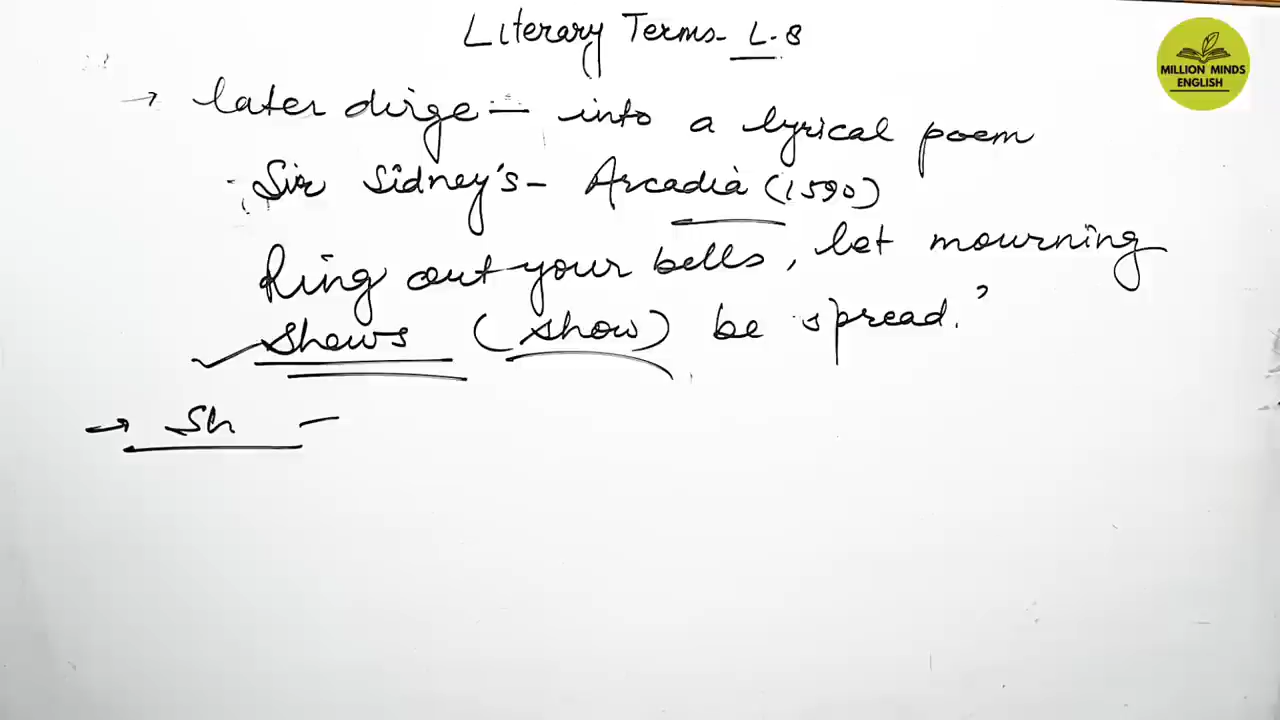 Literary Terms- L.8
MILLION MINDS
ENGLISH
→ later dirge — into a lyrical poem
Sir Sidney's - Arcadia (1590)
Ring out your bells, let mourning
shews (show) be spread.'
→ Sh —